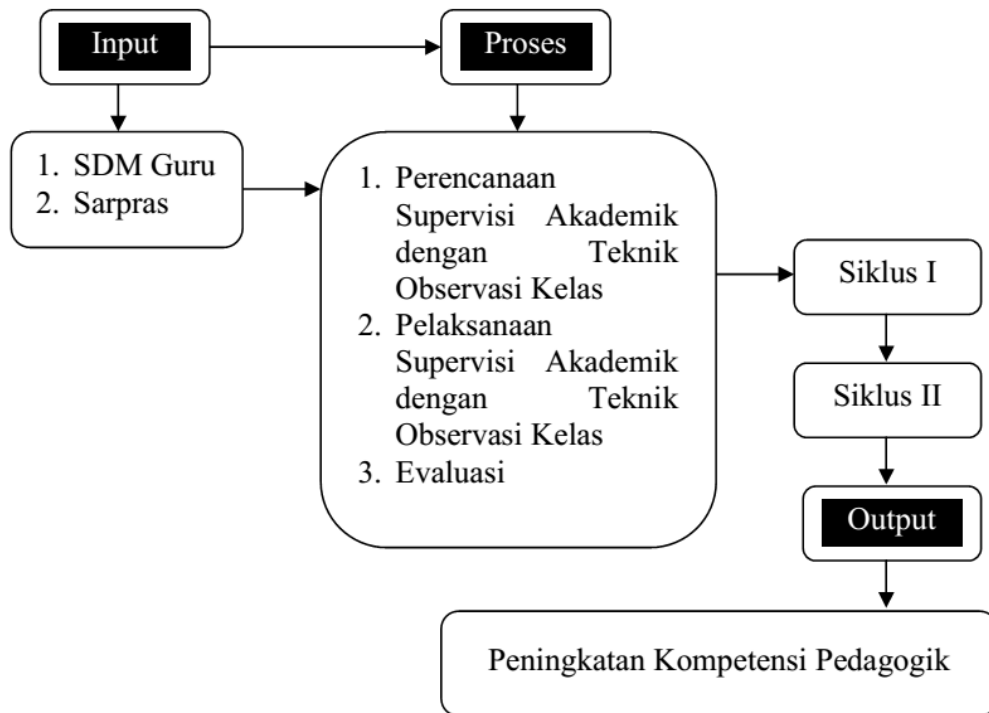 Input
Proses
1. SDM Guru
2. Sarpras
1. Perencanaan
Supervisi Akademik
dengan Teknik
Observasi Kelas
2. Pelaksanaan
Supervisi Akademik
dengan Teknik
Observasi Kelas
3. Evaluasi
Siklus I
Siklus II
Output
Peningkatan Kompetensi Pedagogik